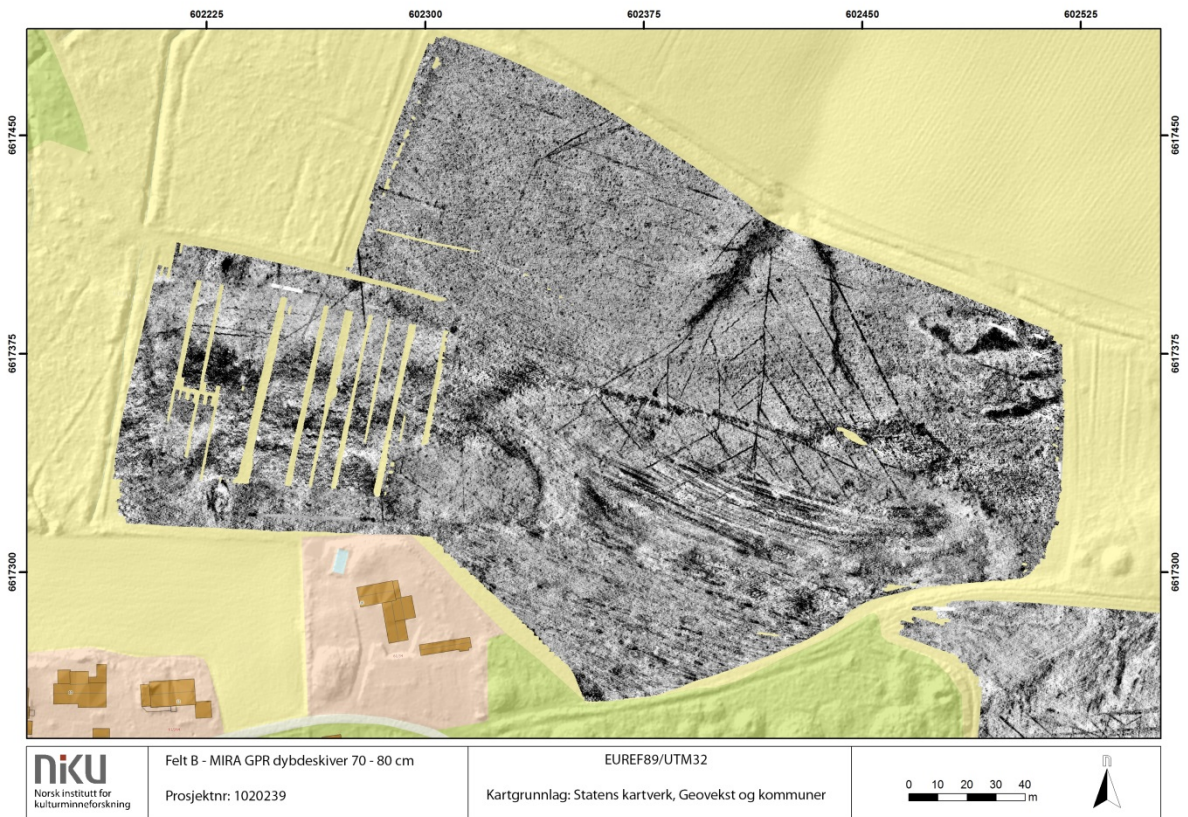 602225 602300 602375 602450 602525
6617450 6617450
6617375 6617375
6617300 6617300
niku
Norsk institutt for
kulturminneforskning
Felt B - MIRA GPR dybdeskiver 70 - 80 cm
Prosjektnr: 1020239
EUREF89/UTM32
Kartgrunnlag: Statens kartverk, Geovekst og kommuner
0 10 20 30 40
m
n